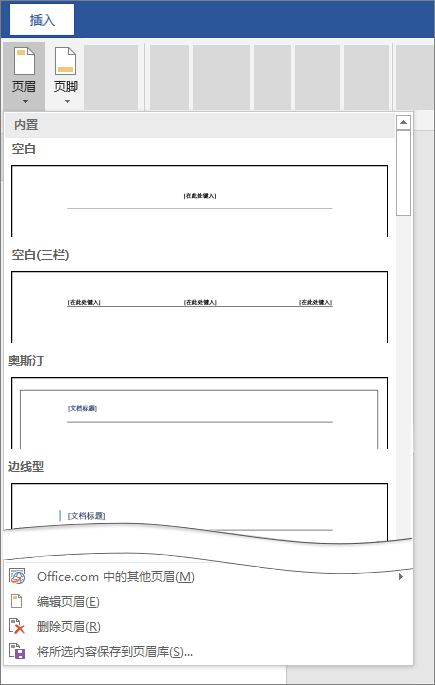 插入
页眉 页脚
内置
空白
[在此处键入]
空白(三栏)
[在此处键入] [在此处键入] [在此处键入]
奥斯汀
[文档标题]
边线型
[文档标题]
Office.com 中的其他页眉(M)
编辑页眉(E)
删除页眉(R)
将所选内容保存到页眉库(S)...